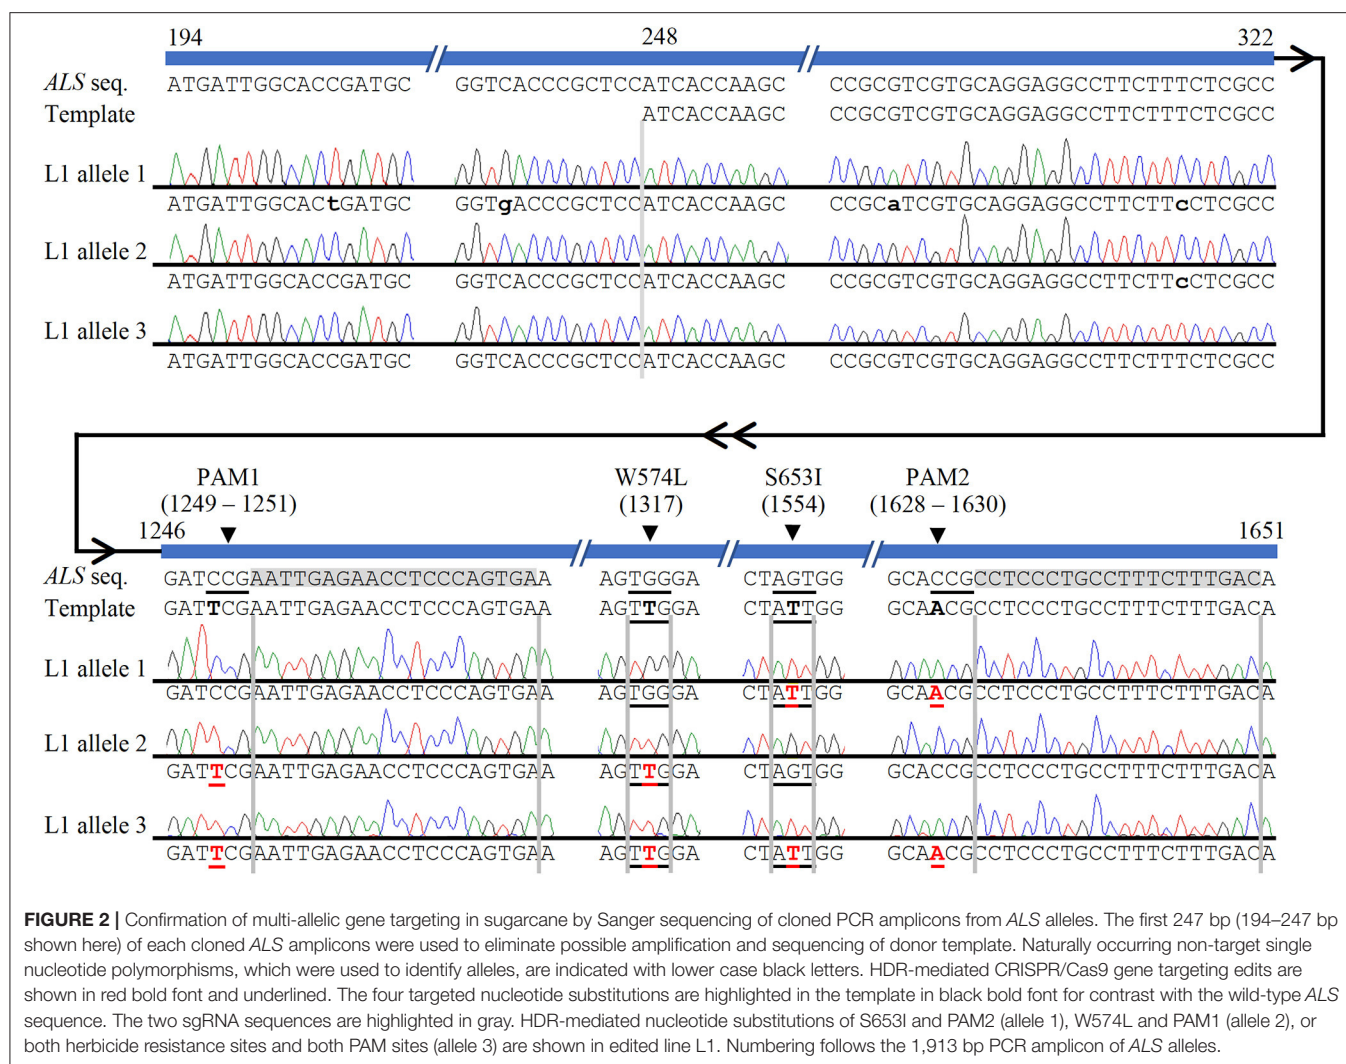 194 248 322
ALS seq. ATGATTGGCACCGATGC GGTCACCCGCTCCATCACCAAGC CCGCGTCGTGCAGGAGGCCTTCTTTCTCGCC
Template ATCACCAAGC CCGCGTCGTGCAGGAGGCCTTCTTTCTCGCC
L1 allele 1
ATGATTGGCACtGATGC GGTgACCCGCTCCATCACCAAGC CCGCaTCGTGCAGGAGGCCTTCTTcCTCGCC
L1 allele 2
ATGATTGGCACCGATGC GGTCACCCGCTCCATCACCAAGC CCGCGTCGTGCAGGAGGCCTTCTTcCTCGCC
L1 allele 3
ATGATTGGCACCGATGC GGTCACCCGCTCCATCACCAAGC CCGCGTCGTGCAGGAGGCCTTCTTTCTCGCC
PAM1 W574L S653I PAM2
(1249 – 1251) (1317) (1554) (1628 – 1630)
1246 1651
ALS seq. GATCCGAATTGAGAACCTCCCAGTGAA AGTGGGA CTAGTGG GCACCGCCTCCCTGCCTTTCTTTGACA
Template GATTCGAATTGAGAACCTCCCAGTGAA AGTTGGA CTATTGG GCAACGCCTCCCTGCCTTTCTTTGACA
L1 allele 1
GATCCGAATTGAGAACCTCCCAGTGAA AGTGGGA CTATTGG GCAACGCCTCCCTGCCTTTCTTTGACA
L1 allele 2
GATTCGAATTGAGAACCTCCCAGTGAA AGTTGGA CTAGTGG GCACCGCCTCCCTGCCTTTCTTTGACA
L1 allele 3
GATTCGAATTGAGAACCTCCCAGTGAA AGTTGGA CTATTGG GCAACGCCTCCCTGCCTTTCTTTGACA
FIGURE 2 | Confirmation of multi-allelic gene targeting in sugarcane by Sanger sequencing of cloned PCR amplicons from ALS alleles. The first 247 bp (194–247 bp
shown here) of each cloned ALS amplicons were used to eliminate possible amplification and sequencing of donor template. Naturally occurring non-target single
nucleotide polymorphisms, which were used to identify alleles, are indicated with lower case black letters. HDR-mediated CRISPR/Cas9 gene targeting edits are
shown in red bold font and underlined. The four targeted nucleotide substitutions are highlighted in the template in black bold font for contrast with the wild-type ALS
sequence. The two sgRNA sequences are highlighted in gray. HDR-mediated nucleotide substitutions of S653I and PAM2 (allele 1), W574L and PAM1 (allele 2), or
both herbicide resistance sites and both PAM sites (allele 3) are shown in edited line L1. Numbering follows the 1,913 bp PCR amplicon of ALS alleles.